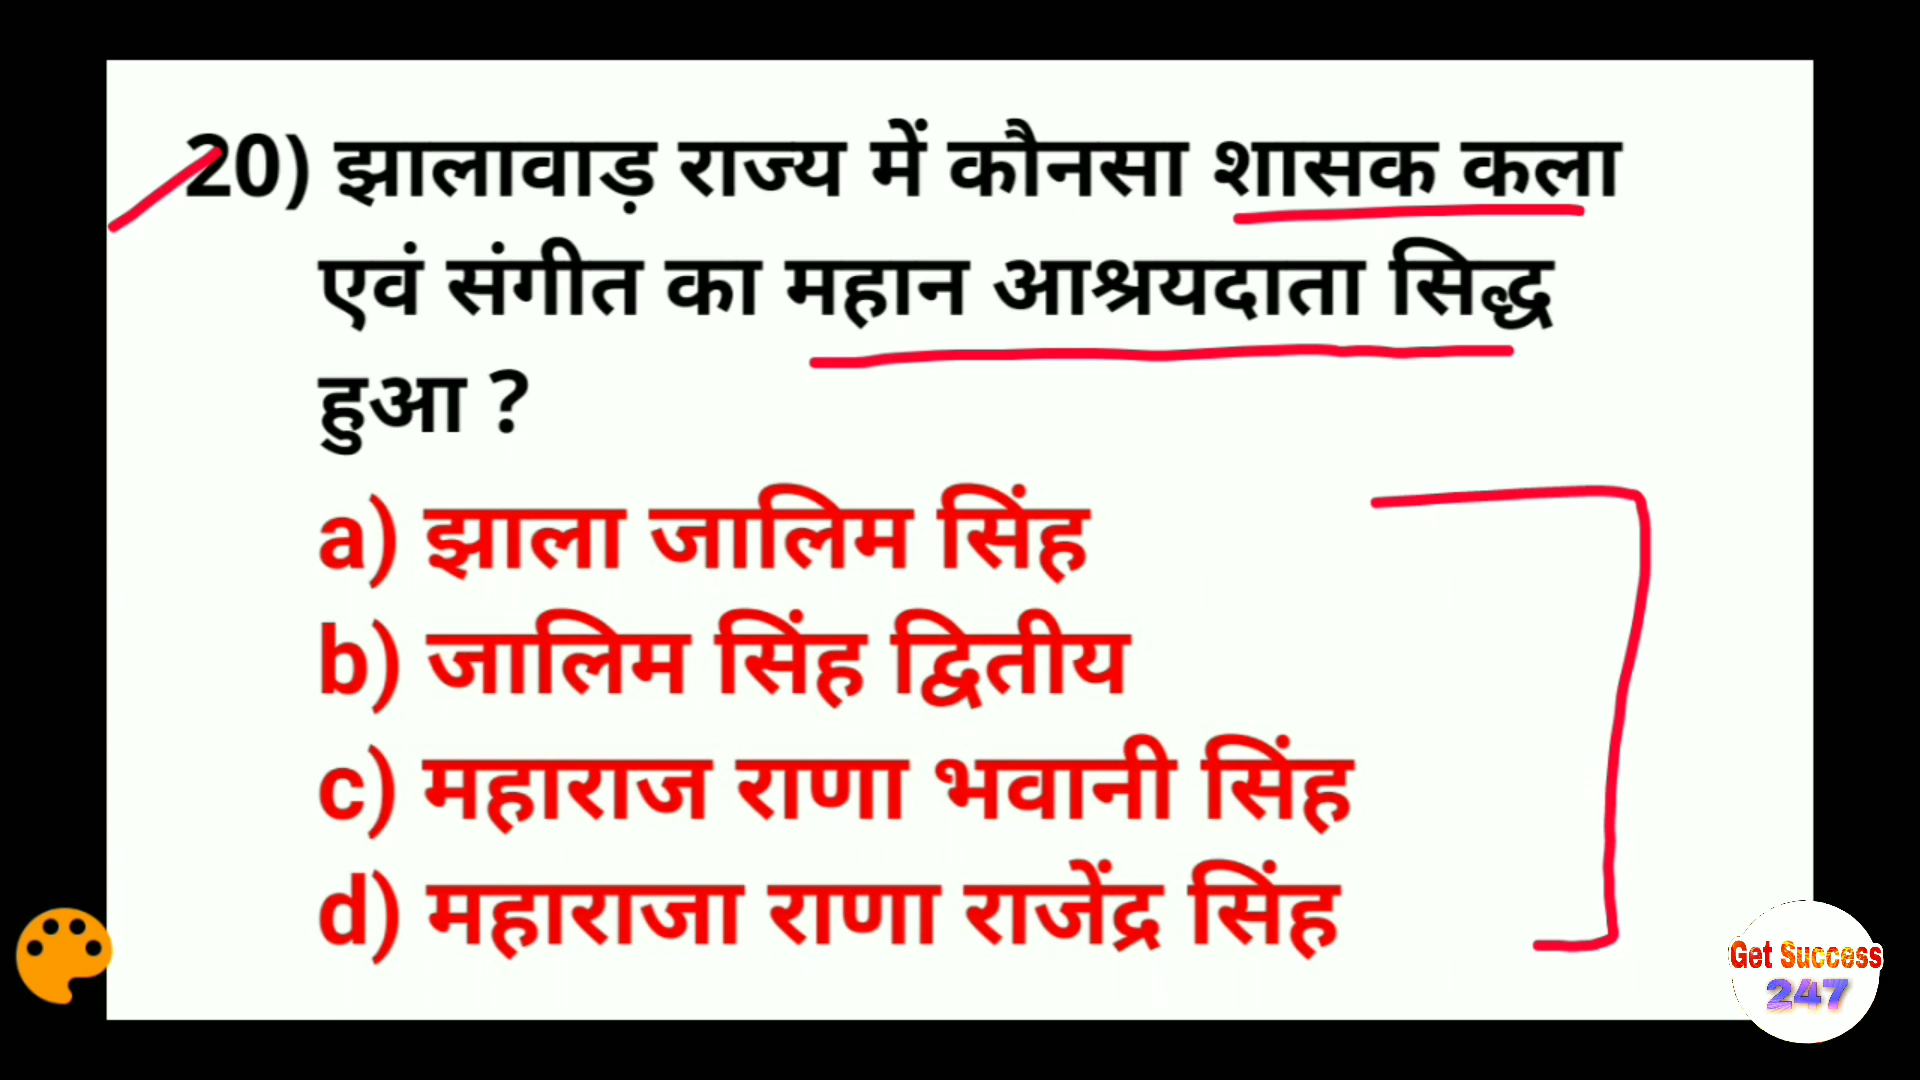 20) झालावाड़ राज्य में कौनसा शासक कला
एवं संगीत का महान आश्रयदाता सिद्ध
हुआ ?
a) झाला जालिम सिंह
b) जालिम सिंह द्वितीय
c) महाराज राणा भवानी सिंह
d) महाराजा राणा राजेंद्र सिंह
Get Success
247